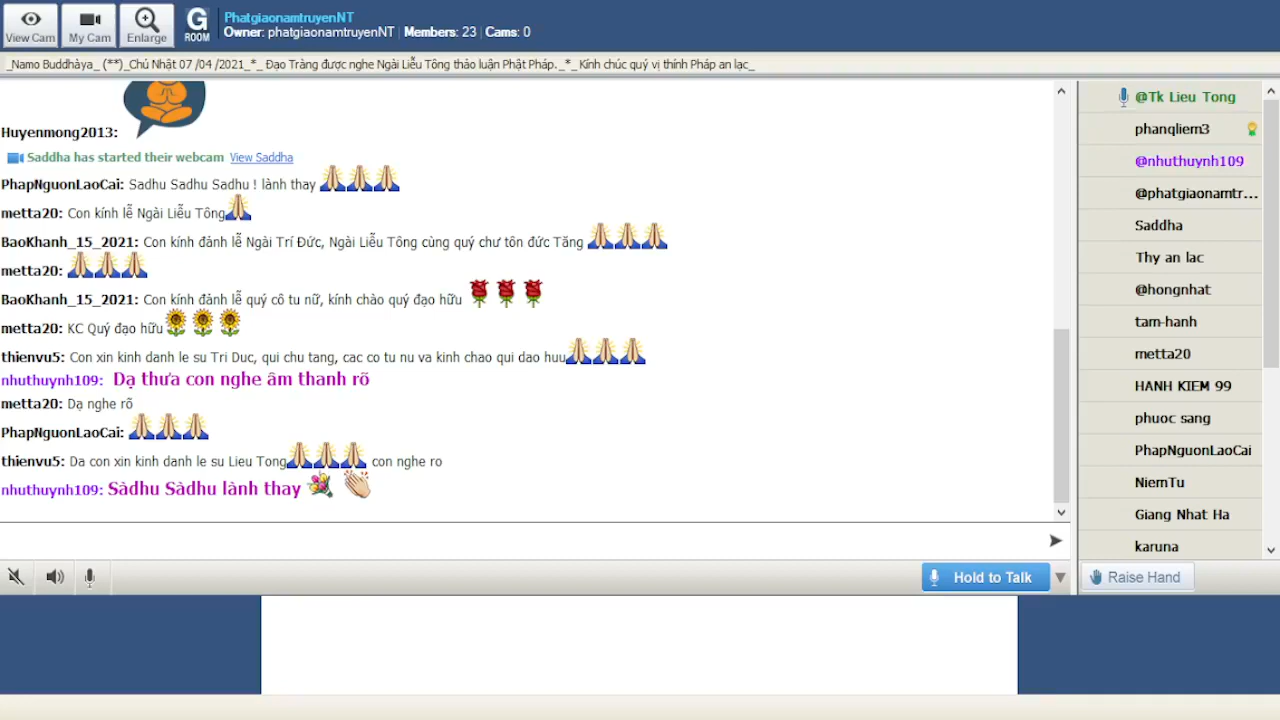 View Cam
My Cam
Enlarge
G
ROOM
PhatgiaonamtruyenNT
Owner: phatgiaonamtruyenNT | Members: 23 | Cams: 0
_Namo Buddhàya_ (**)_Chủ Nhật 07 /04 /2021_*_ Đạo Tràng được nghe Ngài Liễu Tông thảo luận Phật Pháp._*_Kính chúc quý vị thính Pháp an lạc_
Huyenmong2013:
Saddha has started their webcam View Saddha
PhapNguonLaoCai: Sadhu Sadhu Sadhu ! lành thay
metta20: Con kính lễ Ngài Liễu Tông
BaoKhanh_15_2021: Con kính đảnh lễ Ngài Trí Đức, Ngài Liễu Tông cùng quý chư tôn đức Tăng
metta20:
BaoKhanh_15_2021: Con kính đảnh lễ quý cô tu nữ, kính chào quý đạo hữu
metta20: KC Quý đạo hữu
thienvu5: Con xin kinh danh le su Tri Duc, qui chu tang, cac co tu nu va kinh chao qui dao huu
nhuthuynh109: Dạ thưa con nghe âm thanh rõ
metta20: Dạ nghe rõ
PhapNguonLaoCai:
thienvu5: Da con xin kinh danh le su Lieu Tong con nghe ro
nhuthuynh109: Sàdhu Sàdhu lành thay
Hold to Talk
@Tk Lieu Tong
phanqliem3
@nhuthuynh109
@phatgiaonamtr...
Saddha
Thy an lac
@hongnhat
tam-hanh
metta20
HANH KIEM 99
phuoc sang
PhapNguonLaoCai
NiemTu
Giang Nhat Ha
karuna
Raise Hand